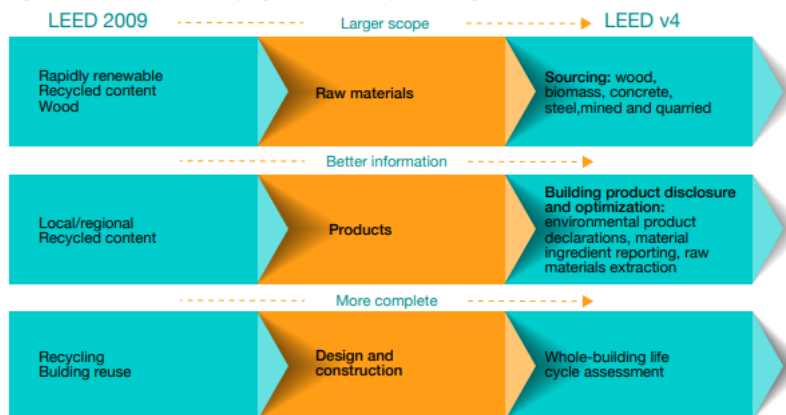 LEED 2009
Larger scope
LEED v4
Rapidly renewable
Recycled content
Wood
Raw materials
Sourcing: wood,
biomass, concrete,
steel,mined and quarried
Better information
Local/regional
Recycled content
Products
Building product disclosure
and optimization:
environmental product
declarations, material
ingredient reporting, raw
materials extraction
More complete
Recycling
Bulding reuse
Design and
construction
Whole-building life
cycle assessment